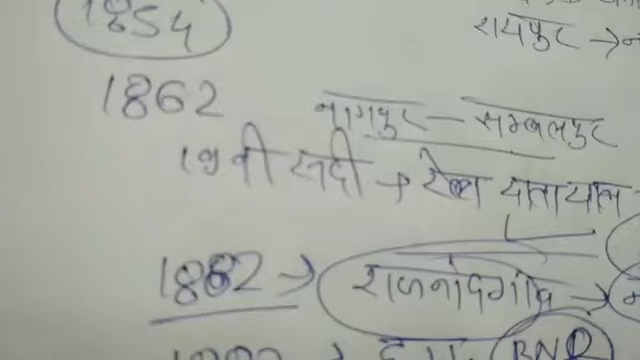 1854
रायपुर →
1862 नागपुर — सम्बलपुर
19वी सदी → रेल्वे यातायात
1882 → राजनांदगांव →
BNR